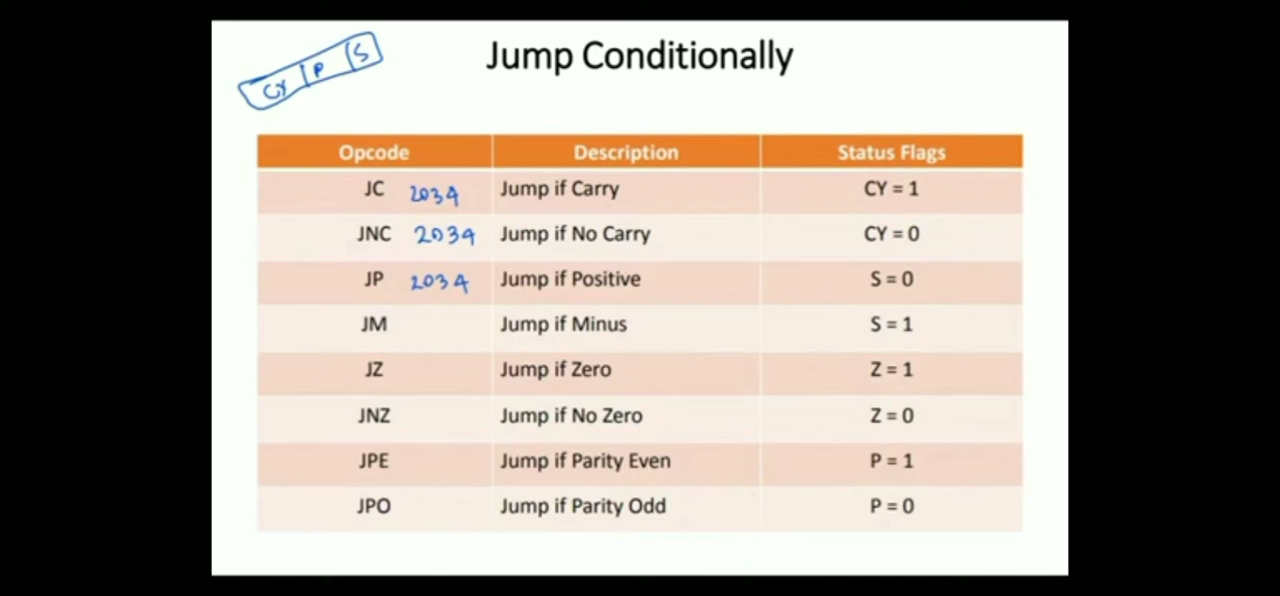 Jump Conditionally
CY | P | S
Opcode Description Status Flags
JC 2034 Jump if Carry CY = 1
JNC 2034 Jump if No Carry CY = 0
JP 2034 Jump if Positive S = 0
JM Jump if Minus S = 1
JZ Jump if Zero Z = 1
JNZ Jump if No Zero Z = 0
JPE Jump if Parity Even P = 1
JPO Jump if Parity Odd P = 0